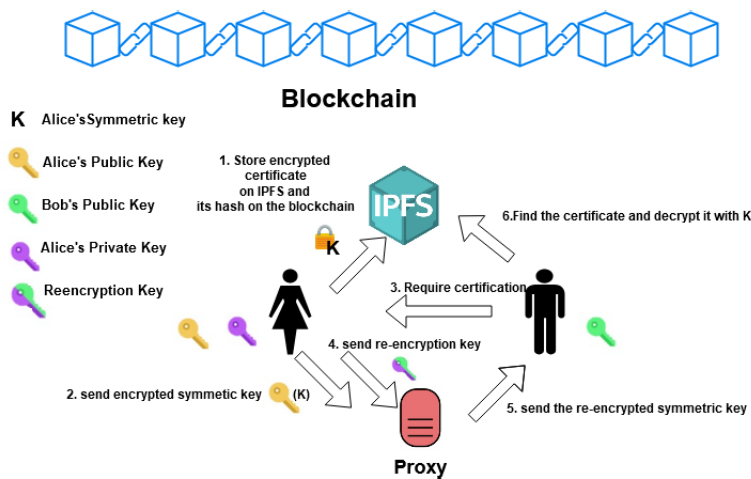 Blockchain
K Alice'sSymmetric key
Alice's Public Key
Bob's Public Key
Alice's Private Key
Reencryption Key
1. Store encrypted
certificate
on IPFS and
its hash on the blockchain
K
IPFS
6.Find the certificate and decrypt it with K
3. Require certification
4. send re-encryption key
2. send encrypted symmetic key (K)
5. send the re-encrypted symmetric key
Proxy